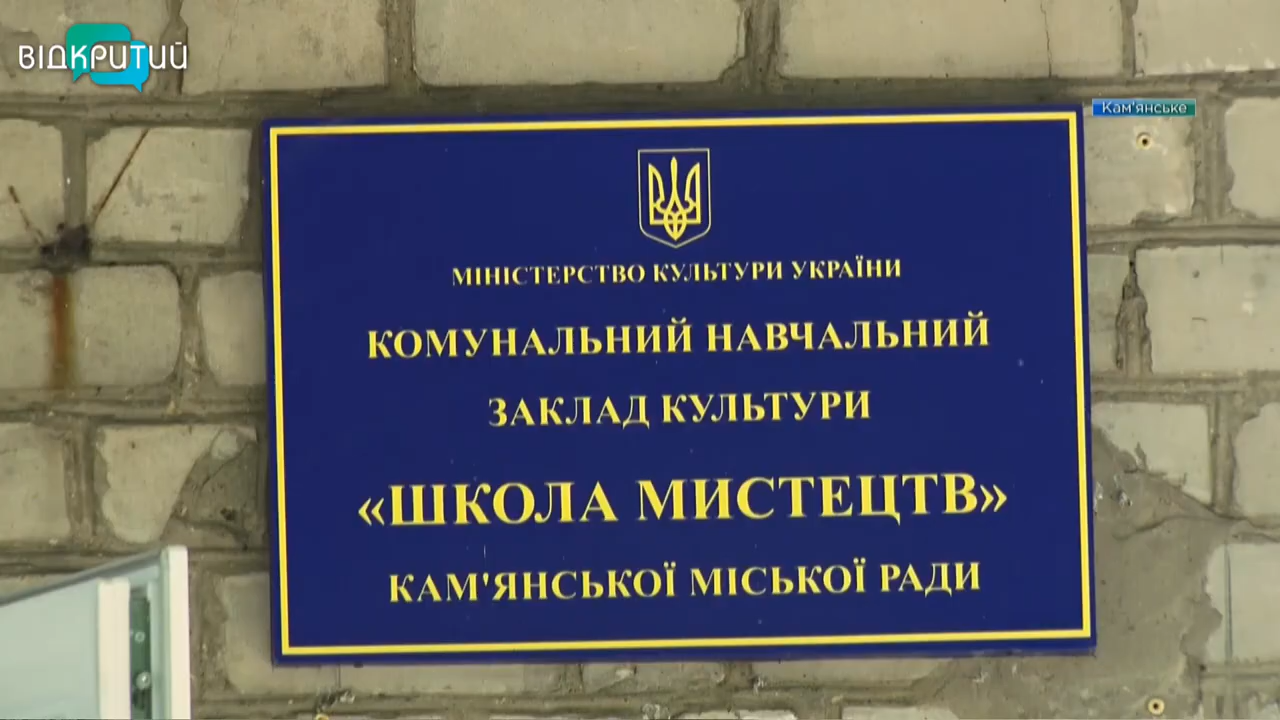 ВІДКРИТИЙ
Кам'янське
МІНІСТЕРСТВО КУЛЬТУРИ УКРАЇНИ
КОМУНАЛЬНИЙ НАВЧАЛЬНИЙ
ЗАКЛАД КУЛЬТУРИ
«ШКОЛА МИСТЕЦТВ»
КАМ'ЯНСЬКОЇ МІСЬКОЇ РАДИ